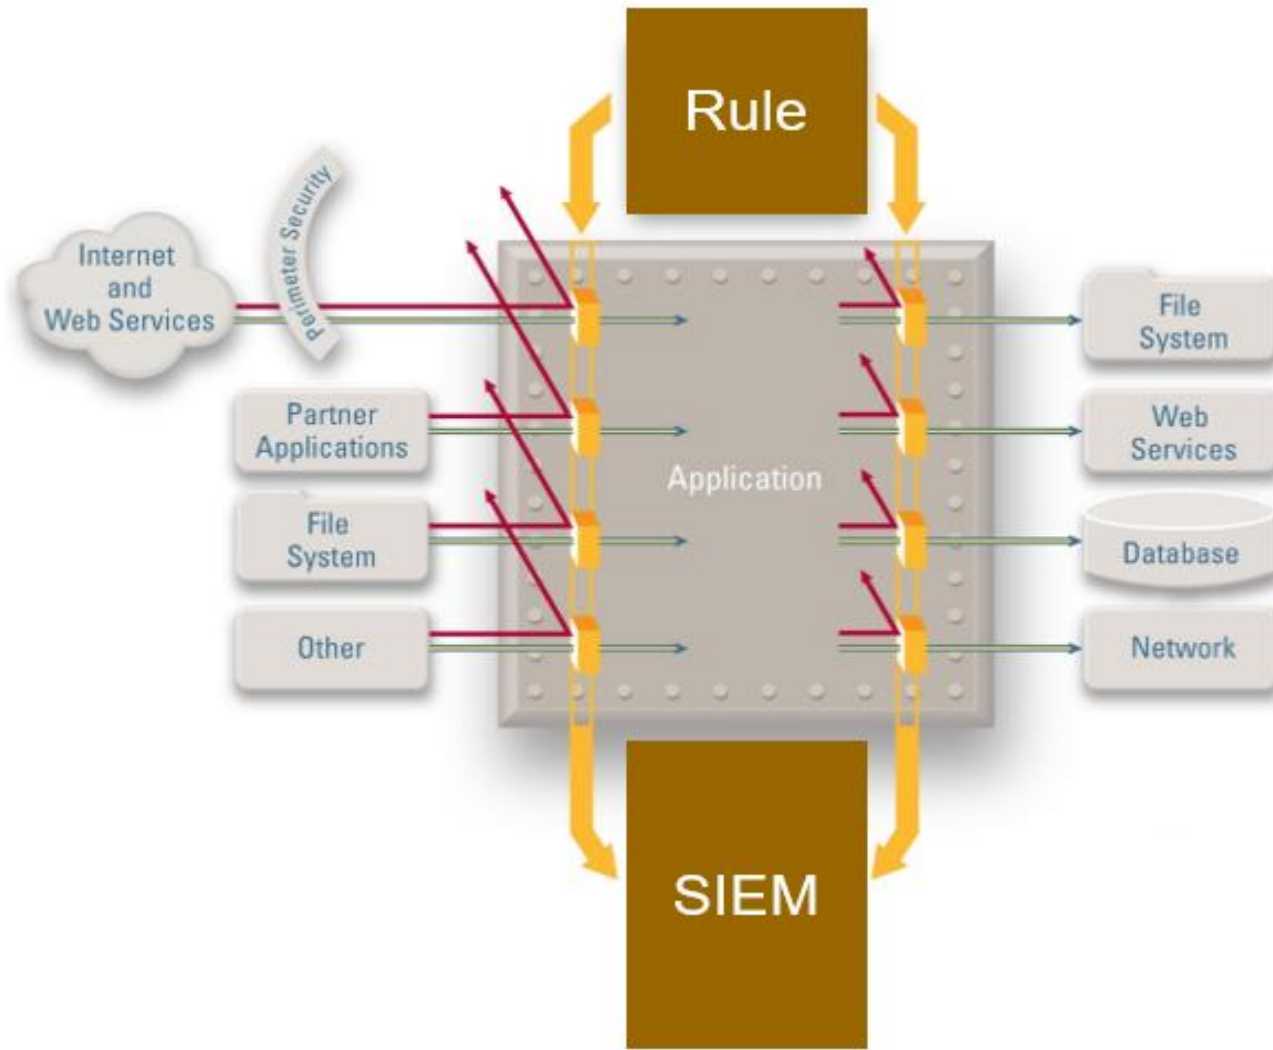 Rule
Perimeter Security
Internet
and
Web Services
Partner
Applications
File
System
Other
Application
File
System
Web
Services
Database
Network
SIEM